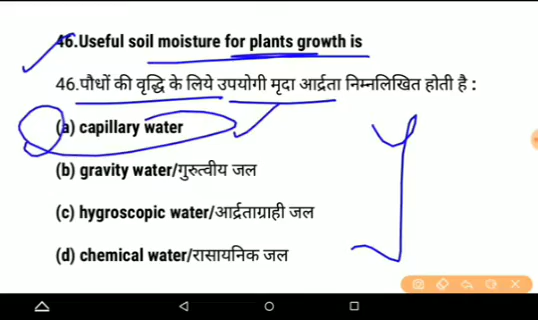 46.Useful soil moisture for plants growth is
46.पौधों की वृद्धि के लिये उपयोगी मृदा आर्द्रता निम्नलिखित होती है :
(a) capillary water
(b) gravity water/गुरुत्वीय जल
(c) hygroscopic water/आर्द्रताग्राही जल
(d) chemical water/रासायनिक जल